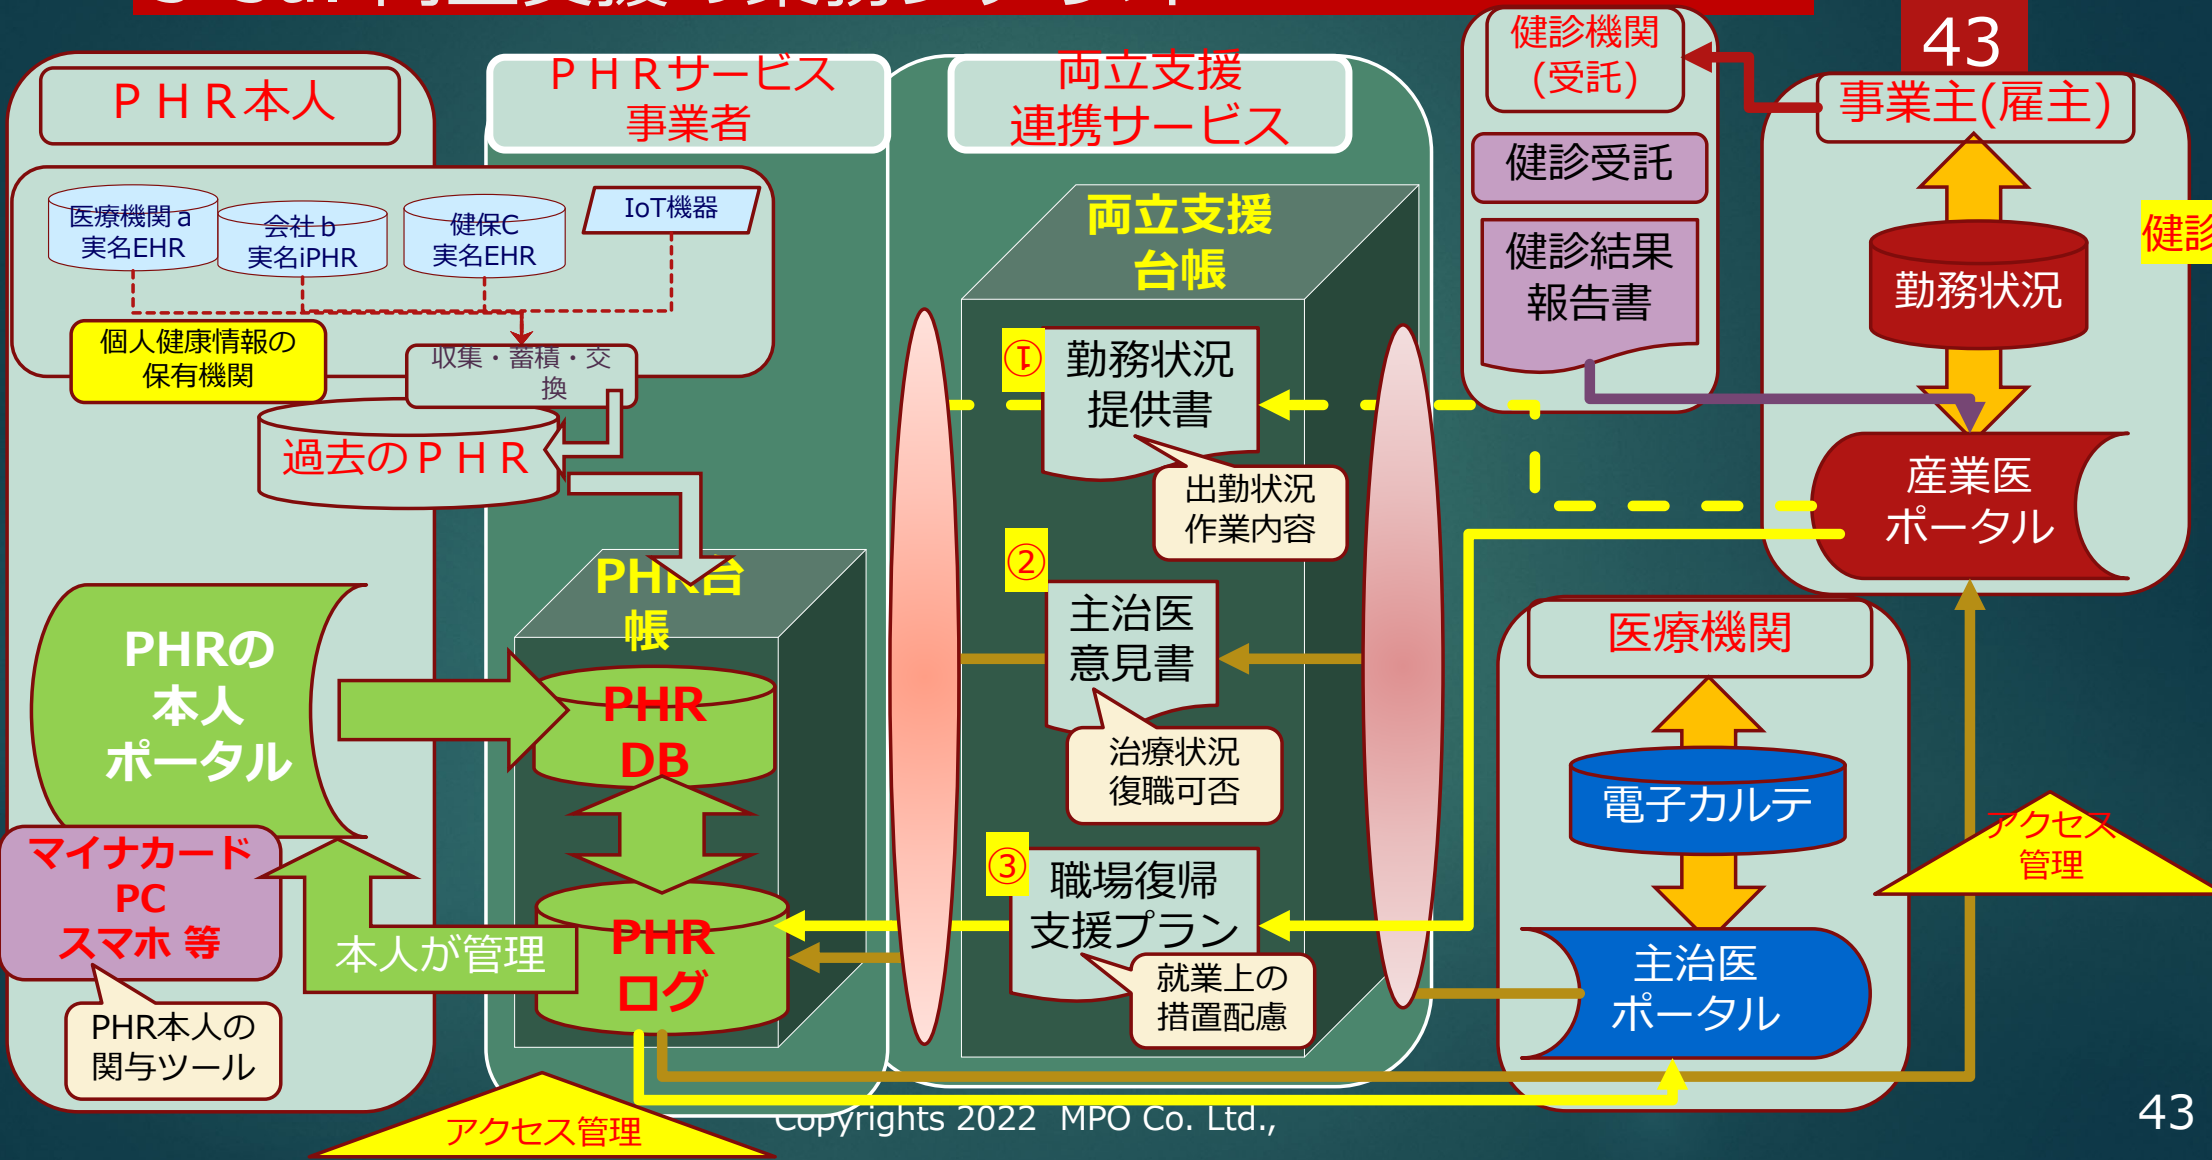 43
ＰＨＲ本人
ＰＨＲサービス
事業者
両立支援
連携サービス
健診機関
(受託)
事業主(雇主)
医療機関ａ
実名EHR
会社ｂ
実名iPHR
健保C
実名EHR
IoT機器
個人健康情報の
保有機関
収集・蓄積・交
換
過去のＰＨＲ
両立支援
台帳
健診受託
健診結果
報告書
勤務状況
健診
①
勤務状況
提供書
出勤状況
作業内容
産業医
ポータル
②
主治医
意見書
治療状況
復職可否
PHR台
帳
PHRの
本人
ポータル
PHR
DB
医療機関
電子カルテ
アクセス
管理
マイナカード
PC
スマホ 等
本人が管理
PHR
ログ
③
職場復帰
支援プラン
就業上の
措置配慮
主治医
ポータル
PHR本人の
関与ツール
アクセス管理
Copyrights 2022 MPO Co. Ltd.,
43